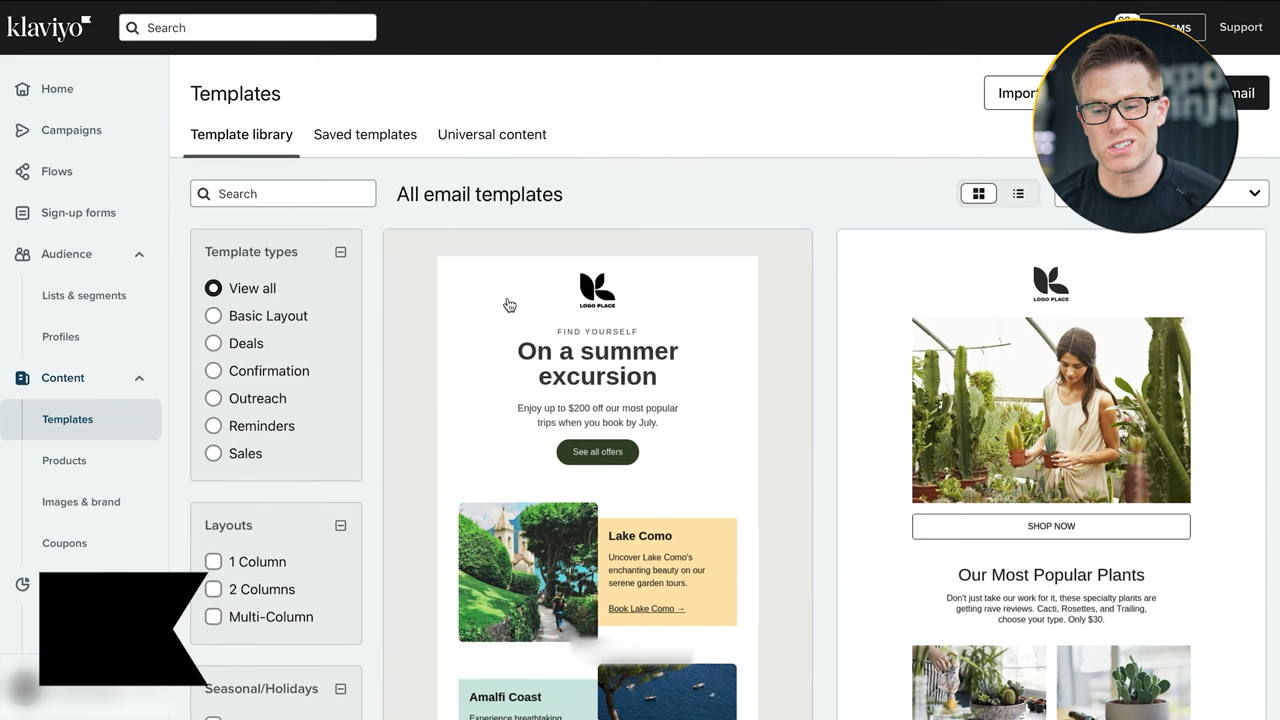 klaviyo
Search
SMS
Support
Home
Campaigns
Flows
Sign-up forms
Audience
Lists & segments
Profiles
Content
Templates
Products
Images & brand
Coupons
Templates
Template library
Saved templates
Universal content
Search
All email templates
Template types
View all
Basic Layout
Deals
Confirmation
Outreach
Reminders
Sales
Layouts
1 Column
2 Columns
Multi-Column
Seasonal/Holidays
LOGO PLACE
FIND YOURSELF
On a summer
excursion
Enjoy up to $200 off our most popular
trips when you book by July.
See all offers
Lake Como
Uncover Lake Como's
enchanting beauty on our
serene garden tours.
Book Lake Como →
Amalfi Coast
Experience breathtaking
LOGO PLACE
SHOP NOW
Our Most Popular Plants
Don't just take our work for it, these specialty plants are
getting rave reviews. Cacti, Rosettes, and Trailing,
choose your type. Only $30.